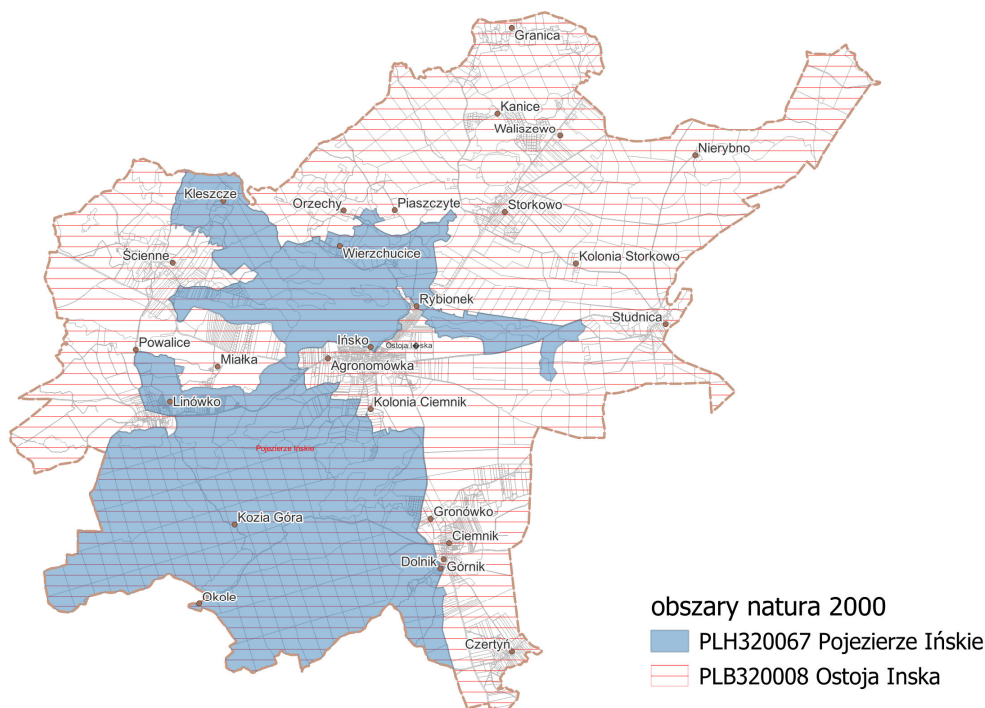 Granica
Kanice
Waliszewo
Nierybno
Kleszcze
Orzechy
Piaszczyte
Storkowo
Wierzchucice
Ścienne
Kolonia Storkowo
Rybionek
Studnica
Powalice
Ińsko
Ostoja I�ska
Miałka
Agronomówka
Linówko
Kolonia Ciemnik
Pojezierze Ińskie
Kozia Góra
Gronówko
Ciemnik
Dolnik
Górnik
Okole
Czertyń
obszary natura 2000
PLH320067 Pojezierze Ińskie
PLB320008 Ostoja Inska